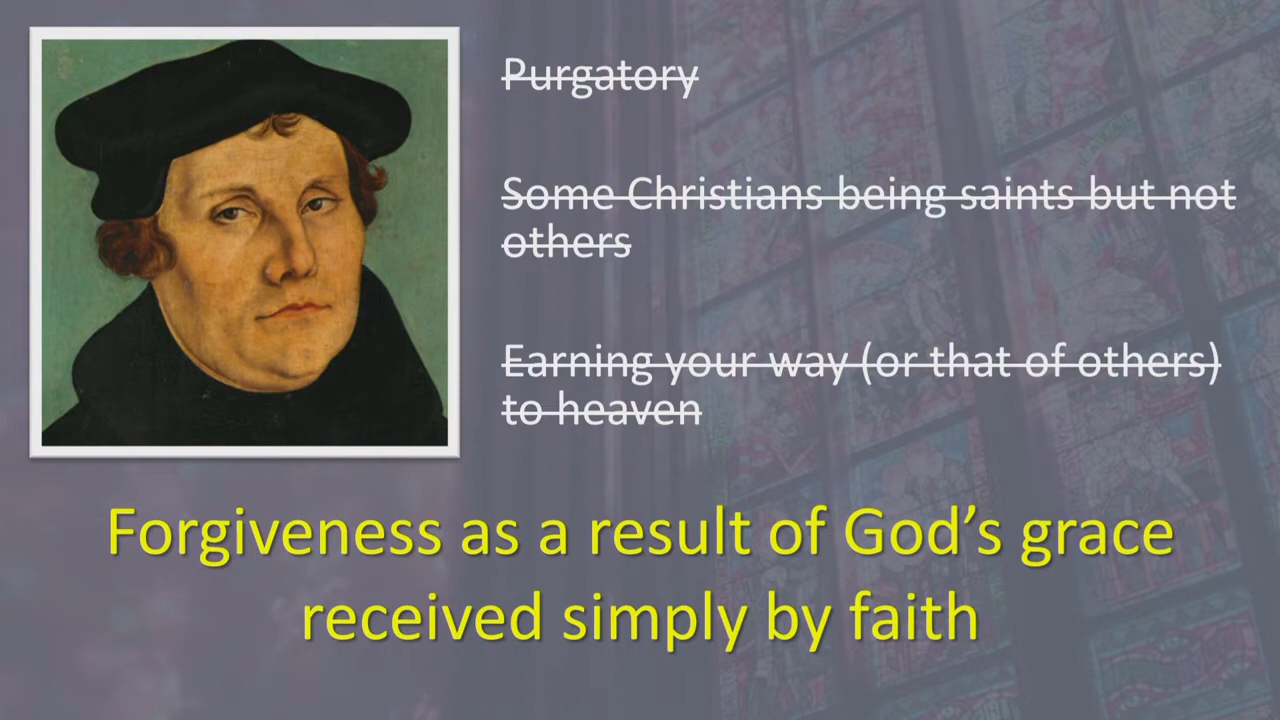 Purgatory
Some Christians being saints but not
others
Earning your way (or that of others)
to heaven
Forgiveness as a result of God’s grace
received simply by faith